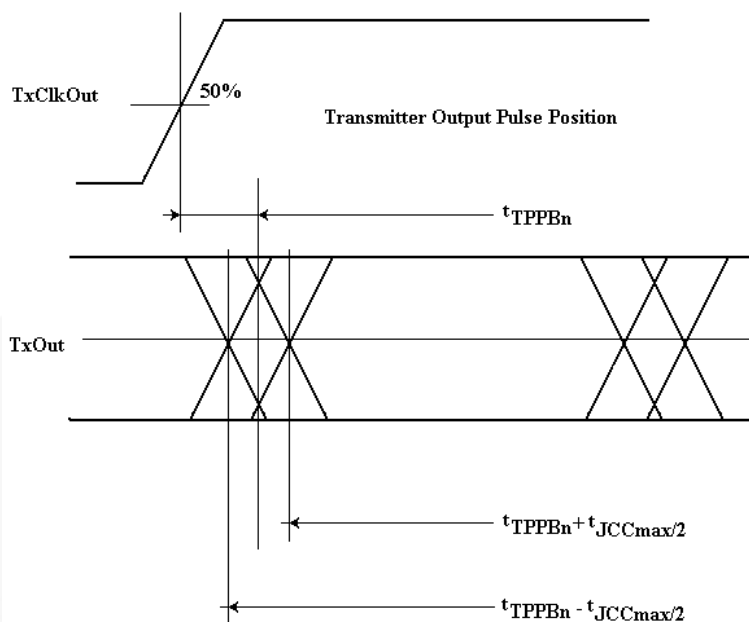 TxClkOut
50%
Transmitter Output Pulse Position
tTPPBn
TxOut
tTPPBn+tJCCmax/2
tTPPBn - tJCCmax/2